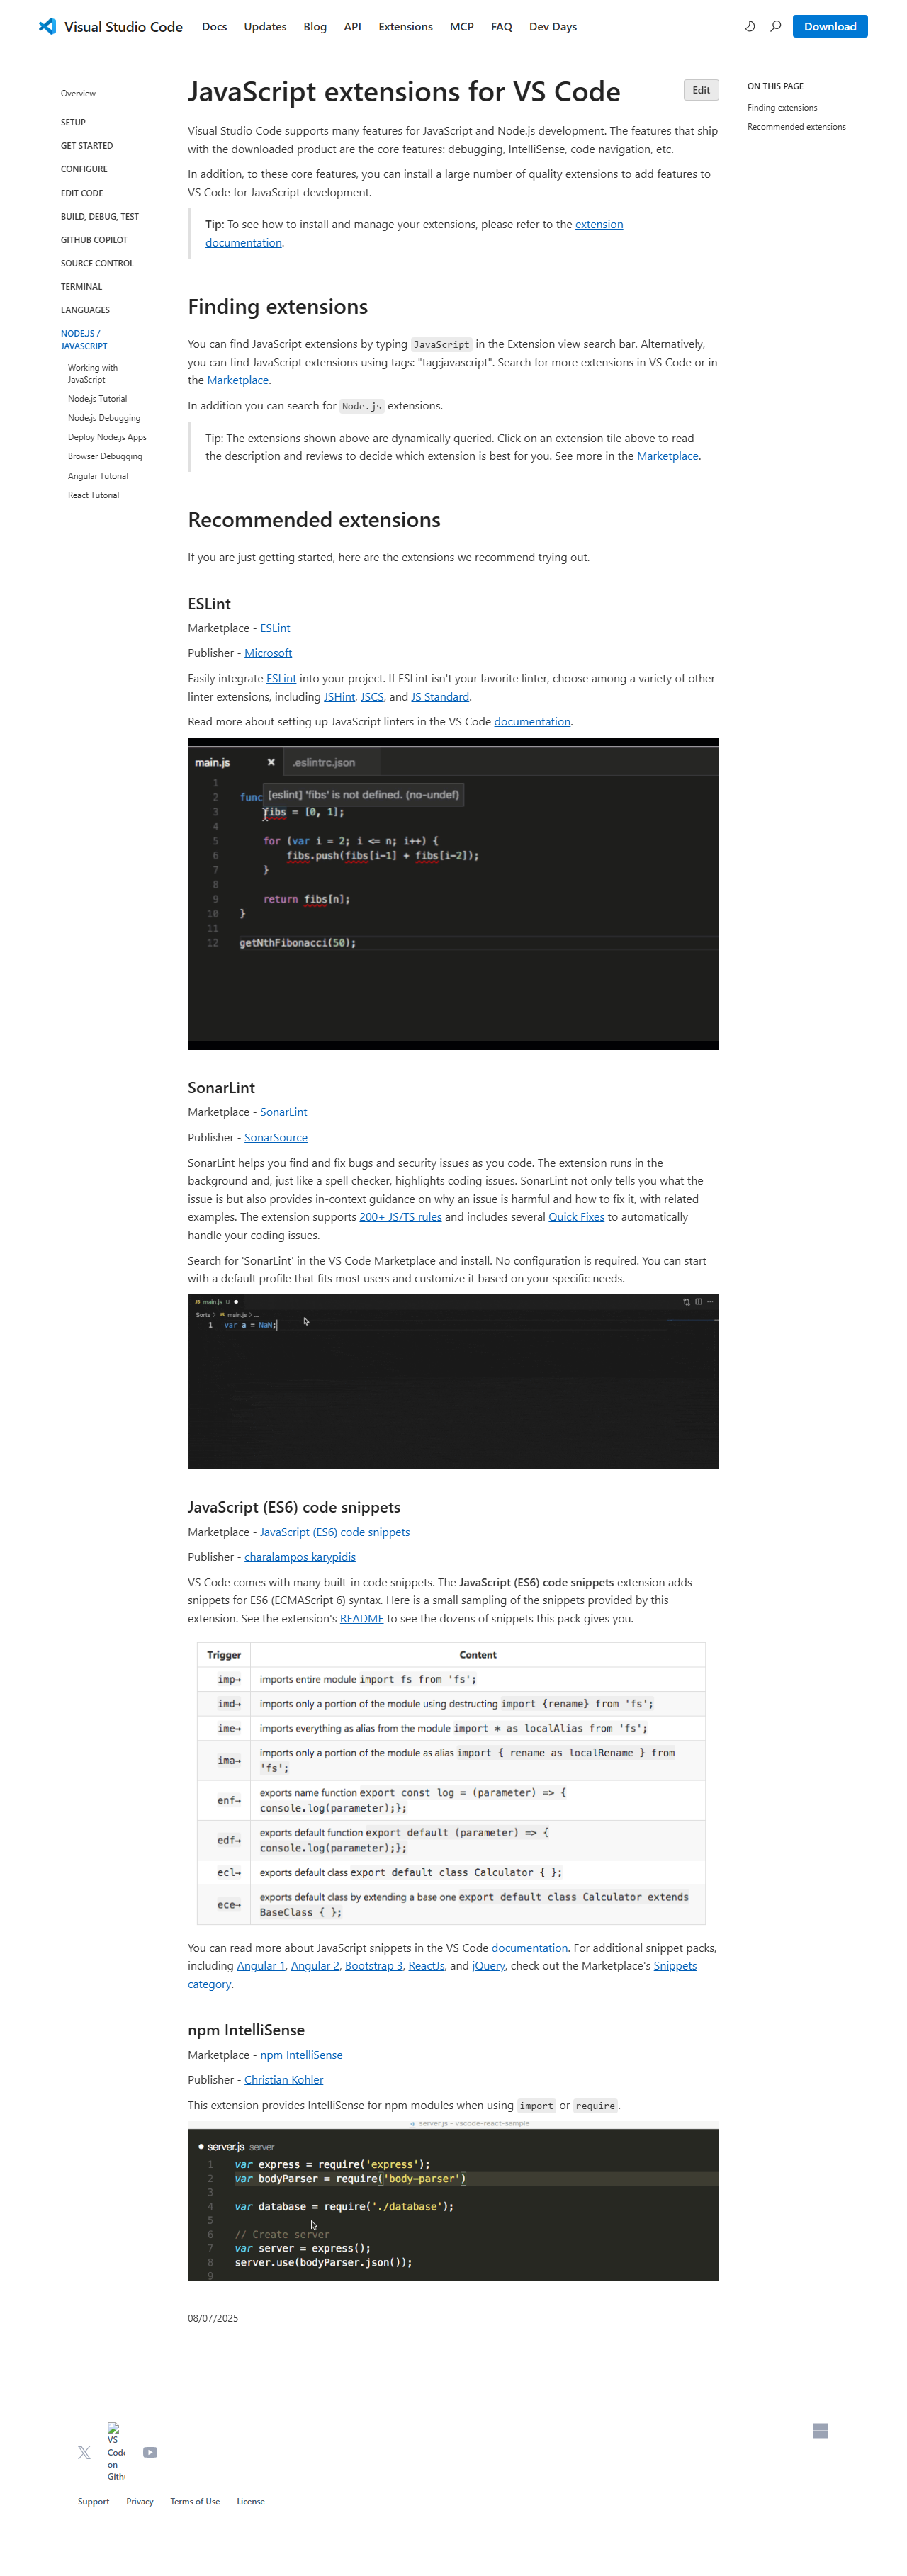 Visual Studio Code
Docs
Updates
Blog
API
Extensions
MCP
FAQ
Dev Days
Download
Overview
SETUP
GET STARTED
CONFIGURE
EDIT CODE
BUILD, DEBUG, TEST
GITHUB COPILOT
SOURCE CONTROL
TERMINAL
LANGUAGES
NODE.JS /
JAVASCRIPT
Working with
JavaScript
Node.js Tutorial
Node.js Debugging
Deploy Node.js Apps
Browser Debugging
Angular Tutorial
React Tutorial
JavaScript extensions for VS Code
Edit
Visual Studio Code supports many features for JavaScript and Node.js development. The features that ship
with the downloaded product are the core features: debugging, IntelliSense, code navigation, etc.
In addition, to these core features, you can install a large number of quality extensions to add features to
VS Code for JavaScript development.
Tip: To see how to install and manage your extensions, please refer to the extension
documentation.
Finding extensions
You can find JavaScript extensions by typing JavaScript in the Extension view search bar. Alternatively,
you can find JavaScript extensions using tags: "tag:javascript". Search for more extensions in VS Code or in
the Marketplace.
In addition you can search for Node.js extensions.
Tip: The extensions shown above are dynamically queried. Click on an extension tile above to read
the description and reviews to decide which extension is best for you. See more in the Marketplace.
Recommended extensions
If you are just getting started, here are the extensions we recommend trying out.
ESLint
Marketplace - ESLint
Publisher - Microsoft
Easily integrate ESLint into your project. If ESLint isn't your favorite linter, choose among a variety of other
linter extensions, including JSHint, JSCS, and JS Standard.
Read more about setting up JavaScript linters in the VS Code documentation.
main.js × .eslintrc.json
1
2 func [eslint] 'fibs' is not defined. (no-undef)
3 fibs = [0, 1];
4
5 for (var i = 2; i <= n; i++) {
6 fibs.push(fibs[i-1] + fibs[i-2]);
7 }
8
9 return fibs[n];
10 }
11
12 getNthFibonacci(50);
SonarLint
Marketplace - SonarLint
Publisher - SonarSource
SonarLint helps you find and fix bugs and security issues as you code. The extension runs in the
background and, just like a spell checker, highlights coding issues. SonarLint not only tells you what the
issue is but also provides in-context guidance on why an issue is harmful and how to fix it, with related
examples. The extension supports 200+ JS/TS rules and includes several Quick Fixes to automatically
handle your coding issues.
Search for 'SonarLint' in the VS Code Marketplace and install. No configuration is required. You can start
with a default profile that fits most users and customize it based on your specific needs.
JS main.js U ●
Sorts > JS main.js > ...
1 var a = NaN;
JavaScript (ES6) code snippets
Marketplace - JavaScript (ES6) code snippets
Publisher - charalampos karypidis
VS Code comes with many built-in code snippets. The JavaScript (ES6) code snippets extension adds
snippets for ES6 (ECMAScript 6) syntax. Here is a small sampling of the snippets provided by this
extension. See the extension's README to see the dozens of snippets this pack gives you.
Trigger Content
imp→ imports entire module import fs from 'fs';
imd→ imports only a portion of the module using destructing import {rename} from 'fs';
ime→ imports everything as alias from the module import * as localAlias from 'fs';
ima→ imports only a portion of the module as alias import { rename as localRename } from
'fs';
enf→ exports name function export const log = (parameter) => {
console.log(parameter);};
edf→ exports default function export default (parameter) => {
console.log(parameter);};
ecl→ exports default class export default class Calculator { };
ece→ exports default class by extending a base one export default class Calculator extends
BaseClass { };
You can read more about JavaScript snippets in the VS Code documentation. For additional snippet packs,
including Angular 1, Angular 2, Bootstrap 3, ReactJs, and jQuery, check out the Marketplace's Snippets
category.
npm IntelliSense
Marketplace - npm IntelliSense
Publisher - Christian Kohler
This extension provides IntelliSense for npm modules when using import or require.
server.js - vscode-react-sample
● server.js server
1 var express = require('express');
2 var bodyParser = require('body-parser')
3
4 var database = require('./database');
5
6 // Create server
7 var server = express();
8 server.use(bodyParser.json());
9
08/07/2025
ON THIS PAGE
Finding extensions
Recommended extensions
VS
Code
on
Gith
Support
Privacy
Terms of Use
License